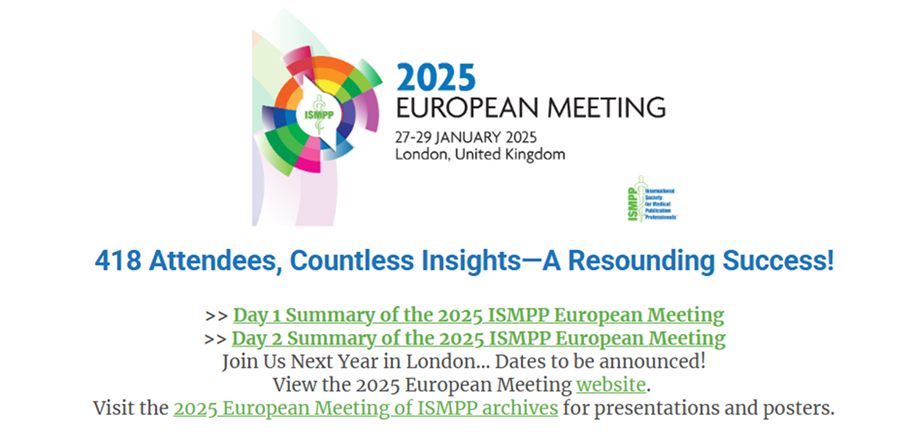 2025
EUROPEAN MEETING
27-29 JANUARY 2025
London, United Kingdom
ISMPP
ISMPP
International
Society
for Medical
Publication
Professionals™
418 Attendees, Countless Insights—A Resounding Success!
>> Day 1 Summary of the 2025 ISMPP European Meeting
>> Day 2 Summary of the 2025 ISMPP European Meeting
Join Us Next Year in London... Dates to be announced!
View the 2025 European Meeting website.
Visit the 2025 European Meeting of ISMPP archives for presentations and posters.